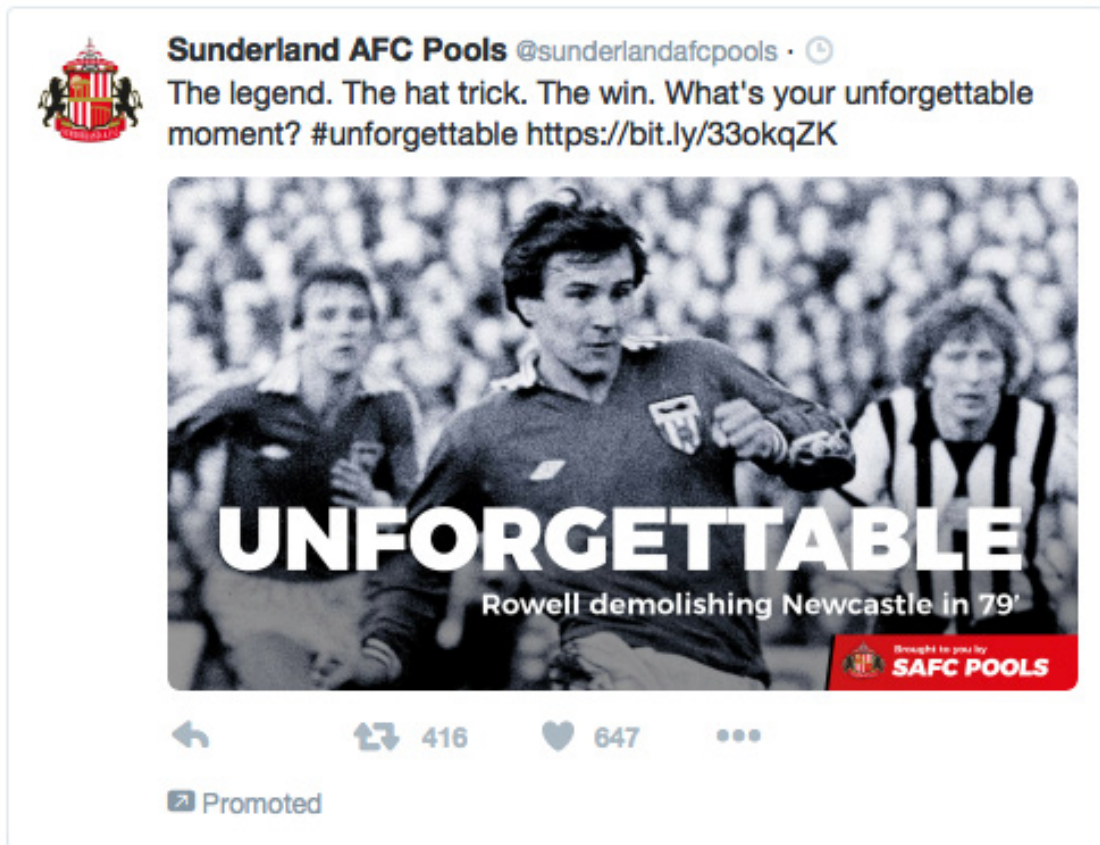 Sunderland AFC Pools @sunderlandafcpools ·
The legend. The hat trick. The win. What's your unforgettable
moment? #unforgettable https://bit.ly/33okqZK
UNFORGETTABLE
Rowell demolishing Newcastle in 79'
Brought to you by
SAFC POOLS
416 647
Promoted